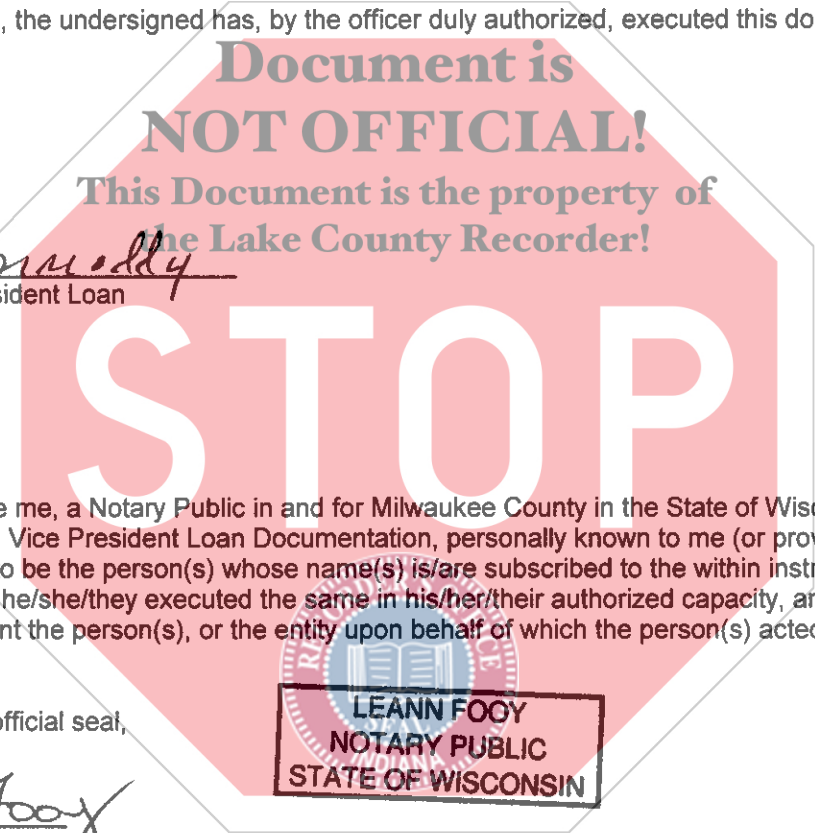 , the undersigned has, by the officer duly authorized, executed this do
Document is
NOT OFFICIAL!
This Document is the property of
the Lake County Recorder!
sident Loan
STOP
e me, a Notary Public in and for Milwaukee County in the State of Wisc
Vice President Loan Documentation, personally known to me (or prov
o be the person(s) whose name(s) is/are subscribed to the within instr
he/she/they executed the same in his/her/their authorized capacity, an
nt the person(s), or the entity upon behalf of which the person(s) acted
RECORDER'S OFFICE
SEAL
INDIANA
official seal,
LEANN FOOY
NOTARY PUBLIC
STATE OF WISCONSIN
Fooy